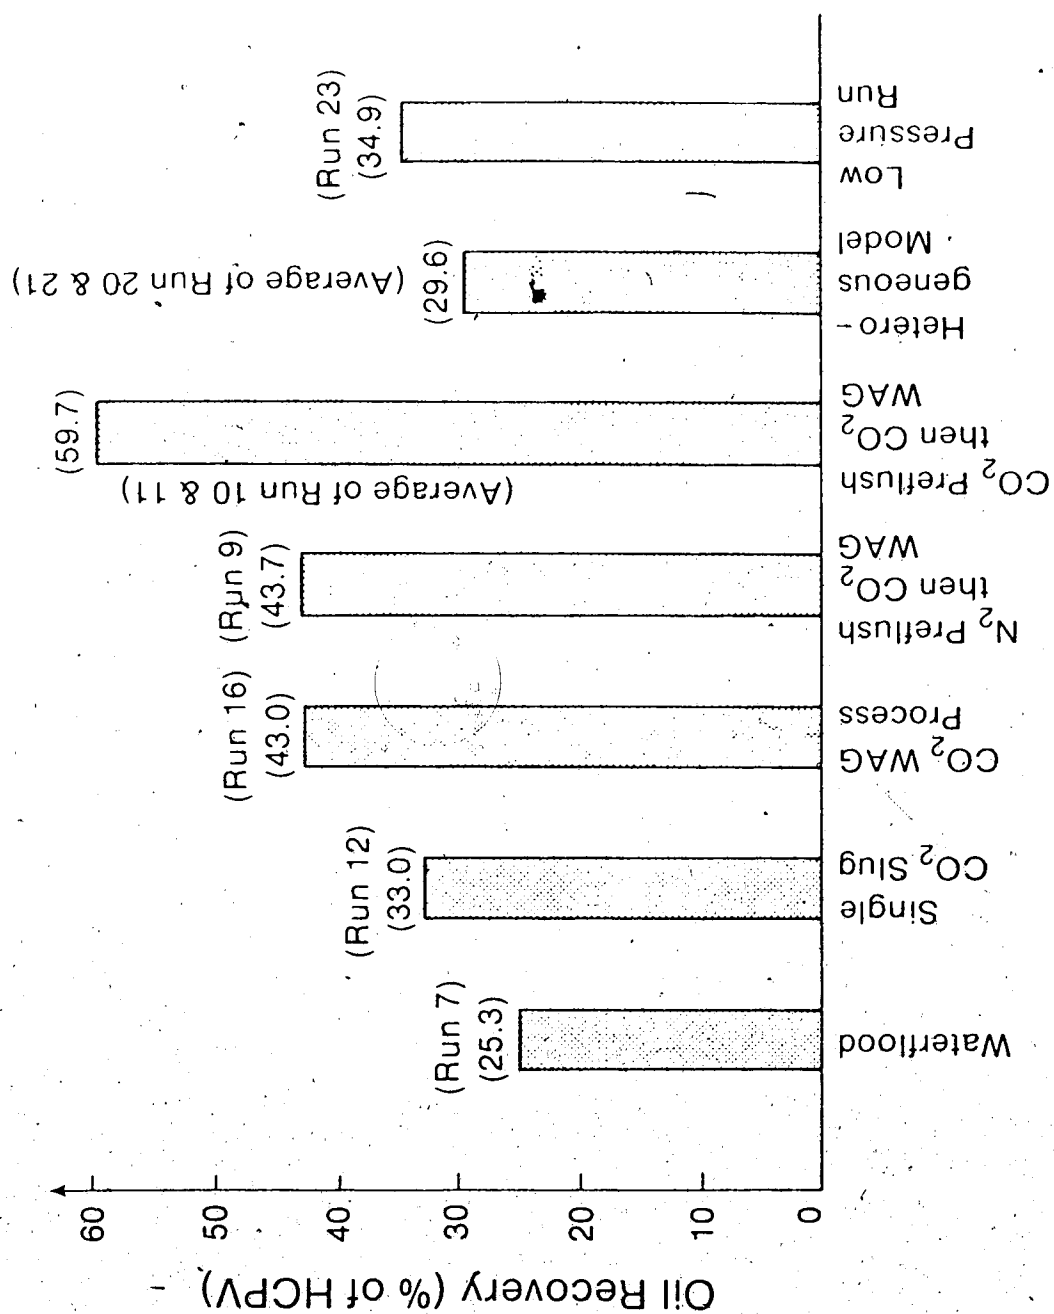 Oil Recovery (% of HCPV)
60
50
40
30
20
10
0
(Run 7)
(25.3)
Waterflood
(Run 12)
(33.0)
Single
CO₂ Slug
(Run 16)
(43.0)
CO₂ WAG
Process
(Run 9)
(43.7)
N₂ Preflush
then CO₂
WAG
(59.7)
(Average of Run 10 & 11)
CO₂ Preflush
then CO₂
WAG
(Average of Run 20 & 21)
(29.6)
Hetero-
geneous
Model
(Run 23)
(34.9)
Low
Pressure
Run